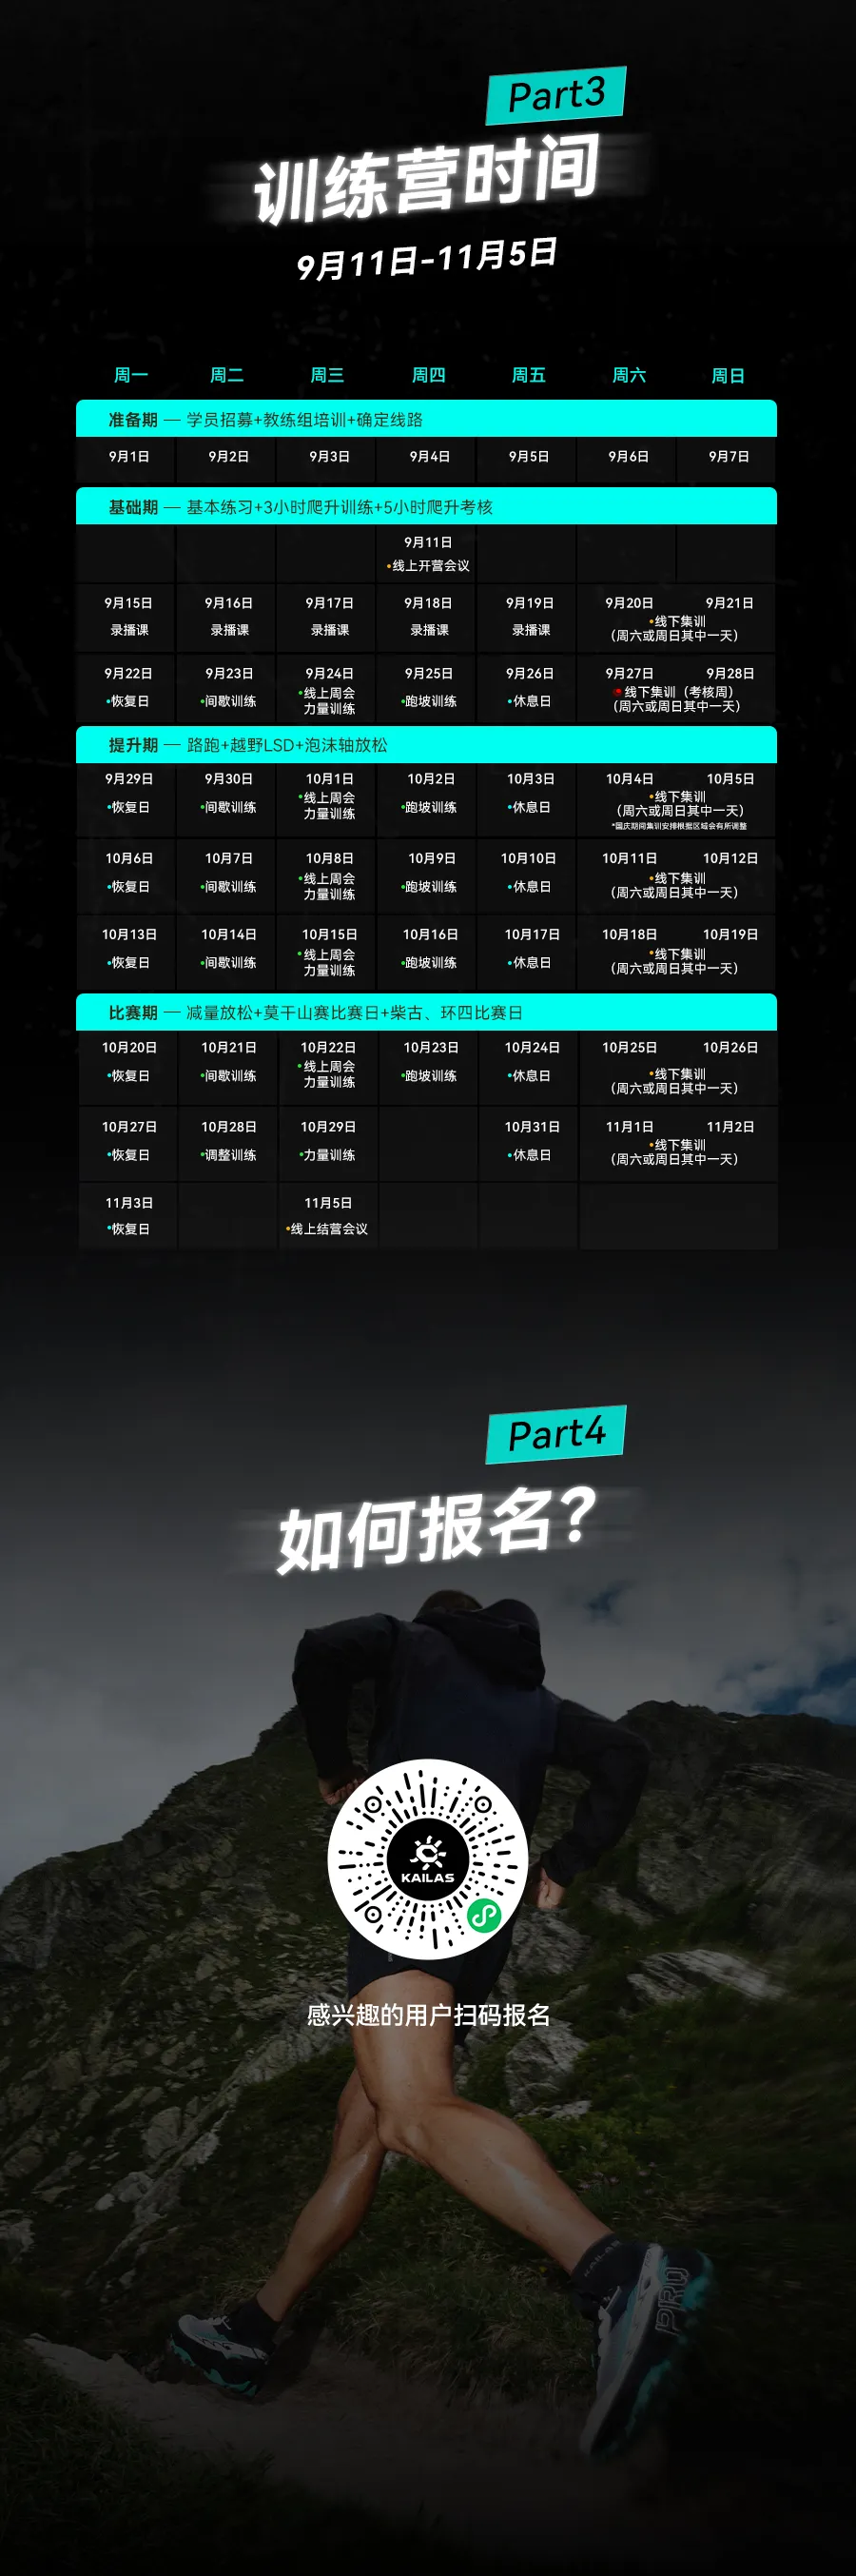 Part3
训练营时间
9月11日-11月5日
周一 周二 周三 周四 周五 周六 周日
准备期 — 学员招募+教练组培训+确定线路
9月1日 9月2日 9月3日 9月4日 9月5日 9月6日 9月7日
基础期 — 基本练习+3小时爬升训练+5小时爬升考核
9月11日
•线上开营会议
9月15日 9月16日 9月17日 9月18日 9月19日 9月20日 9月21日
录播课 录播课 录播课 录播课 录播课 •线下集训
（周六或周日其中一天）
9月22日 9月23日 9月24日 9月25日 9月26日 9月27日 9月28日
•恢复日 •间歇训练 •线上周会 •跑坡训练 •休息日 •线下集训（考核周）
力量训练 （周六或周日其中一天）
提升期 — 路跑+越野LSD+泡沫轴放松
9月29日 9月30日 10月1日 10月2日 10月3日 10月4日 10月5日
•恢复日 •间歇训练 •线上周会 •跑坡训练 •休息日 •线下集训
力量训练 （周六或周日其中一天）
*国庆期间集训安排根据区域会有所调整
10月6日 10月7日 10月8日 10月9日 10月10日 10月11日 10月12日
•恢复日 •间歇训练 •线上周会 •跑坡训练 •休息日 •线下集训
力量训练 （周六或周日其中一天）
10月13日 10月14日 10月15日 10月16日 10月17日 10月18日 10月19日
•恢复日 •间歇训练 •线上周会 •跑坡训练 •休息日 •线下集训
力量训练 （周六或周日其中一天）
比赛期 — 减量放松+莫干山赛比赛日+柴古、环四比赛日
10月20日 10月21日 10月22日 10月23日 10月24日 10月25日 10月26日
•恢复日 •间歇训练 •线上周会 •跑坡训练 •休息日 •线下集训
力量训练 （周六或周日其中一天）
10月27日 10月28日 10月29日 10月31日 11月1日 11月2日
•恢复日 •调整训练 •力量训练 •休息日 •线下集训
（周六或周日其中一天）
11月3日 11月5日
•恢复日 •线上结营会议
Part4
如何报名?
KAILAS
感兴趣的用户扫码报名
PRO